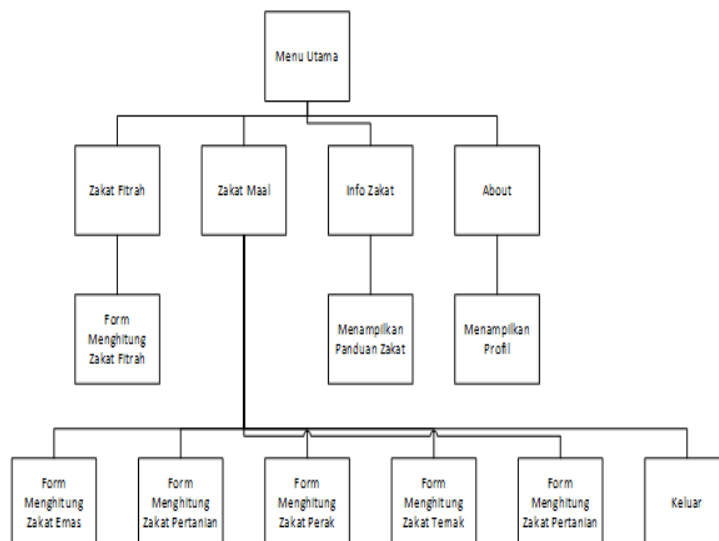 Menu Utama
Zakat Fitrah
Zakat Maal
Info Zakat
About
Form
Menghitung
Zakat Fitrah
Menampilkan
Panduan Zakat
Menampilkan
Profil
Form
Menghitung
Zakat Emas
Form
Menghitung
Zakat Pertanian
Form
Menghitung
Zakat Perak
Form
Menghitung
Zakat Ternak
Form
Menghitung
Zakat Pertanian
Keluar